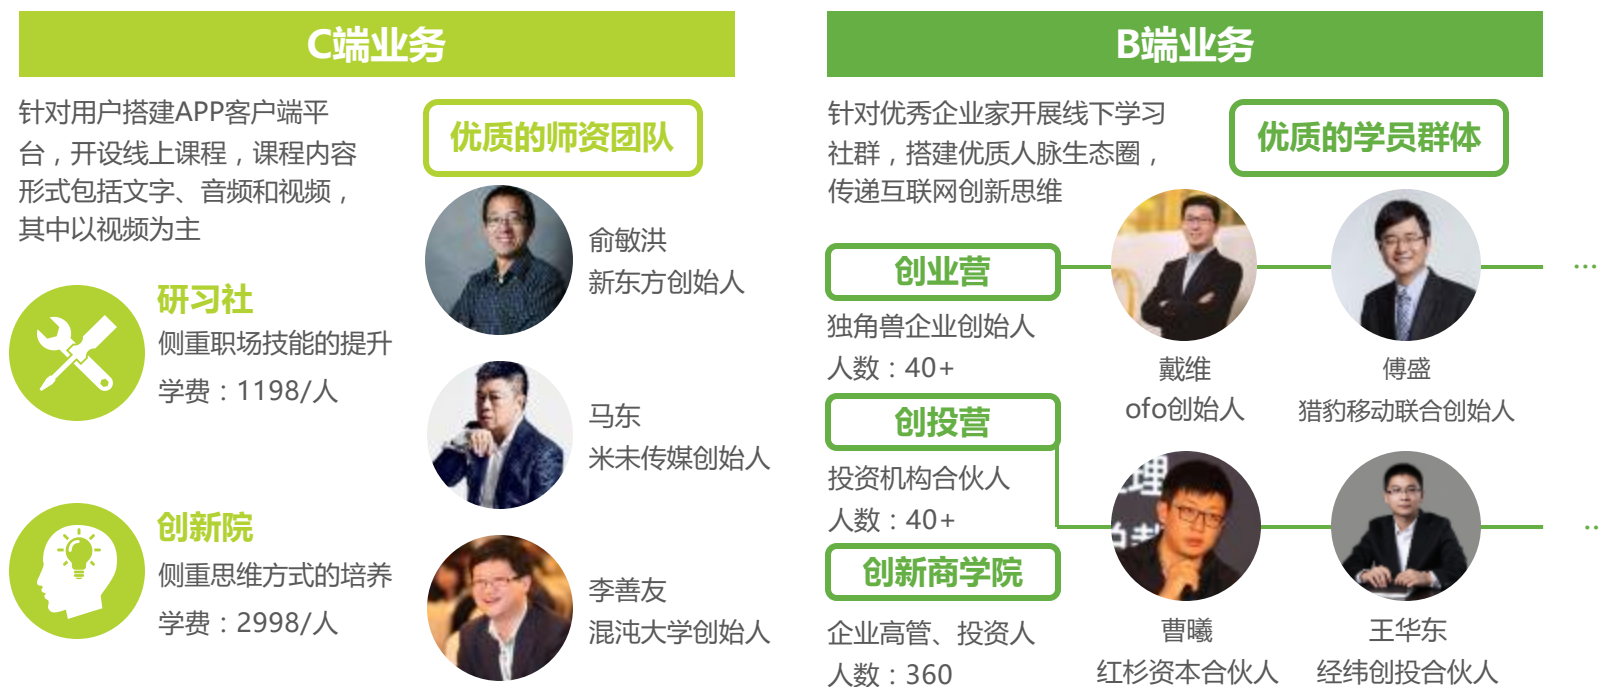 C端业务
针对用户搭建APP客户端平
台，开设线上课程，课程内容
形式包括文字、音频和视频，
其中以视频为主
优质的师资团队
研习社
侧重职场技能的提升
学费：1198/人
创新院
侧重思维方式的培养
学费：2998/人
俞敏洪
新东方创始人
马东
米未传媒创始人
李善友
混沌大学创始人
B端业务
针对优秀企业家开展线下学习
社群，搭建优质人脉生态圈，
传递互联网创新思维
优质的学员群体
创业营
独角兽企业创始人
人数：40+
创投营
投资机构合伙人
人数：40+
创新商学院
企业高管、投资人
人数：360
戴维
ofo创始人
傅盛
猎豹移动联合创始人
...
曹曦
红杉资本合伙人
王华东
经纬创投合伙人
..